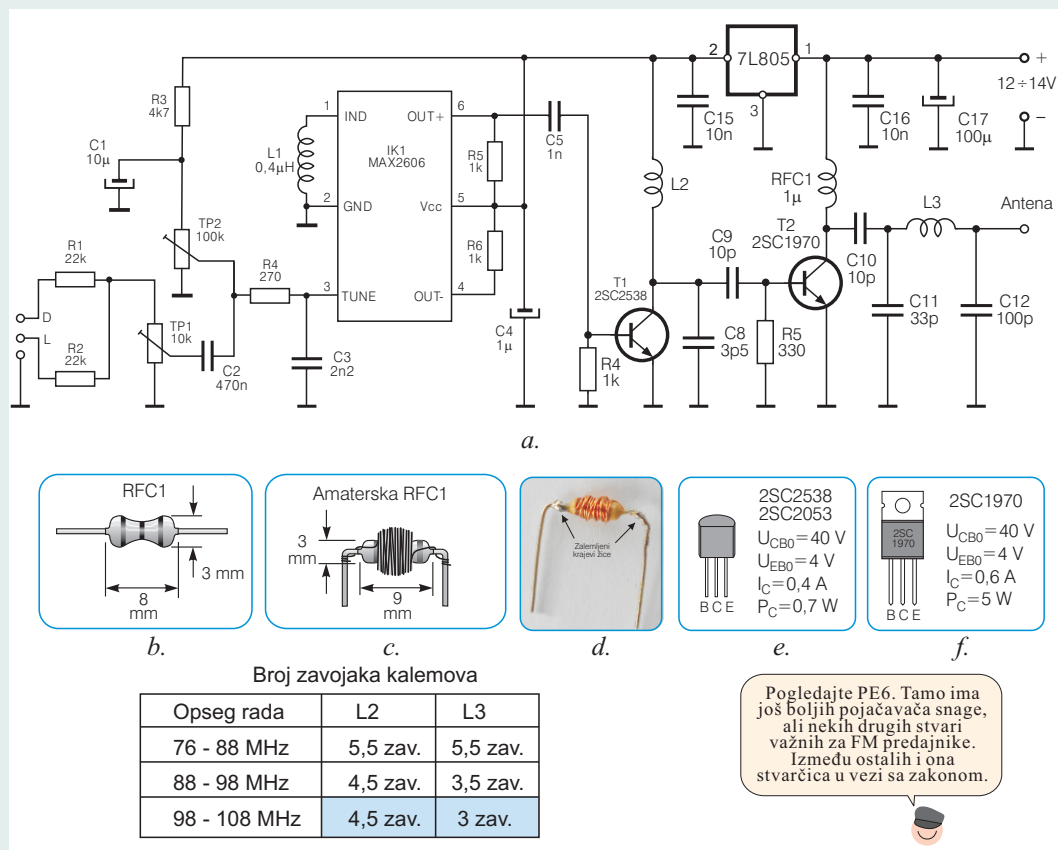 R3
4k7
C1
10µ
TP2
100k
R1
22k
D
L
R2
22k
TP1
10k
C2
470n
R4
270
C3
2n2
L1
0,4µH
1
IND
2
GND
3
TUNE
IK1
MAX2606
OUT+
6
Vcc
5
OUT-
4
R5
1k
R6
1k
C5
1n
C4
1µ
R4
1k
T1
2SC2538
L2
C15
10n
2
7L805
1
3
C9
10p
C8
3p5
R5
330
RFC1
1µ
T2
2SC1970
C10
10p
C16
10n
C17
100µ
+
12÷14V
−
L3
Antena
C11
33p
C12
100p
a.
RFC1
3 mm
8
mm
b.
Amaterska RFC1
3
mm
9
mm
c.
Zalemljeni
krajevi žice
d.
2SC2538
2SC2053
U_CB0=40 V
U_EB0=4 V
I_C=0,4 A
P_C=0,7 W
B C E
e.
2SC
1970
2SC1970
U_CB0=40 V
U_EB0=4 V
I_C=0,6 A
P_C=5 W
B C E
f.
Broj zavojaka kalemova
Opseg rada L2 L3
76 - 88 MHz 5,5 zav. 5,5 zav.
88 - 98 MHz 4,5 zav. 3,5 zav.
98 - 108 MHz 4,5 zav. 3 zav.
Pogledajte PE6. Tamo ima
još boljih pojačavača snage,
ali nekih drugih stvari
važnih za FM predajnike.
Između ostalih i ona
stvarčica u vezi sa zakonom.